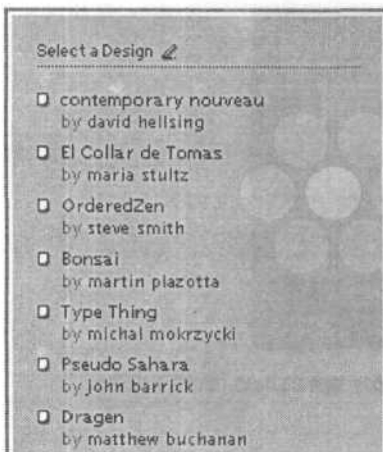 Select a Design
contemporary nouveau
by david hellsing
El Collar de Tomas
by maria stultz
OrderedZen
by steve smith
Bonsai
by martin plazotta
Type Thing
by michal mokrzycki
Pseudo Sahara
by john barrick
Dragen
by matthew buchanan